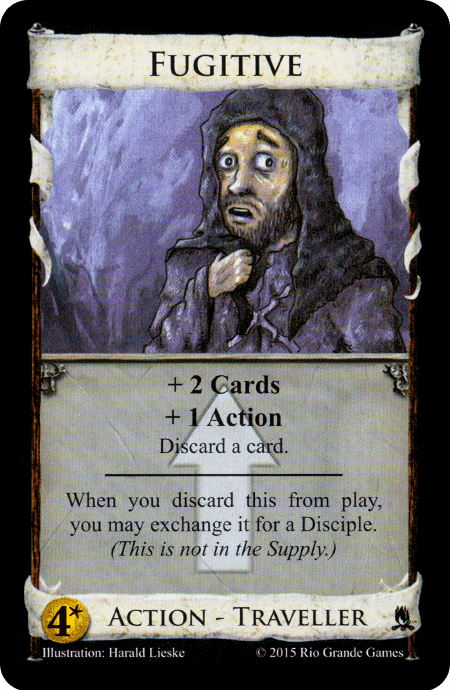 FUGITIVE
+ 2 Cards
+ 1 Action
Discard a card.
When you discard this from play,
you may exchange it for a Disciple.
(This is not in the Supply.)
4*
ACTION - TRAVELLER
Illustration: Harald Lieske
© 2015 Rio Grande Games